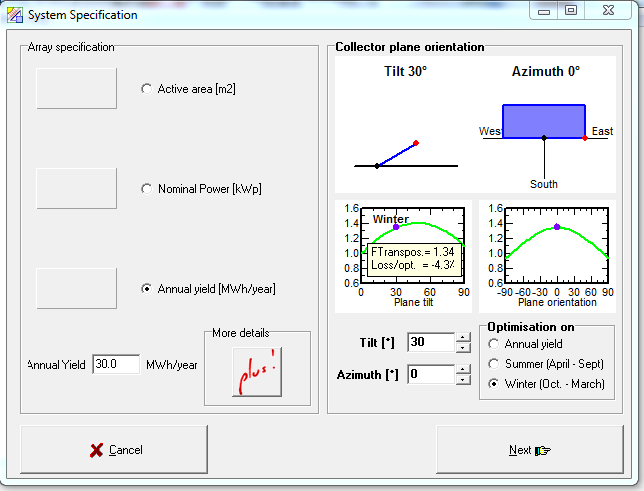 System Specification
Array specification
Active area [m2]
Nominal Power [kWp]
Annual yield [MWh/year]
More details
plus!
Annual Yield 30.0 MWh/year
Cancel
Collector plane orientation
Tilt 30° Azimuth 0°
West East
South
1.6
1.4
1.2
1.0
0.8
0.6
Winter
FTranspos.= 1.34
Loss/opt. = -4.3%
0 30 60 90
Plane tilt
1.6
1.4
1.2
1.0
0.8
0.6
-90 -60 -30 0 30 60 90
Plane orientation
Tilt [°] 30
Azimuth [°] 0
Optimisation on
Annual yield
Summer (April - Sept)
Winter (Oct. - March)
Next